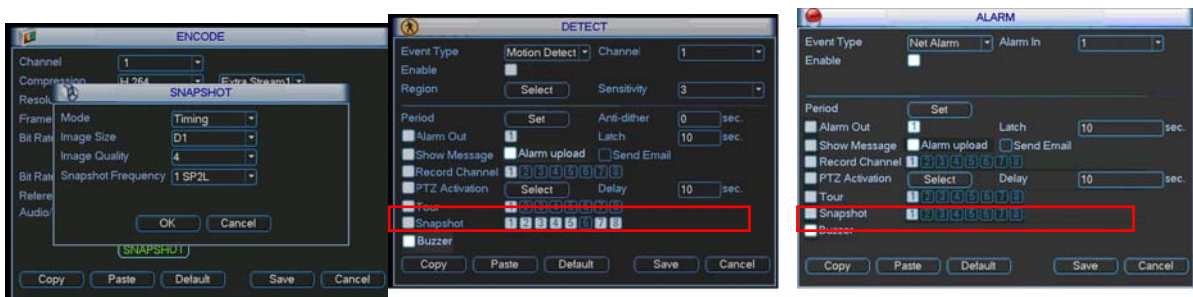 ENCODE
Channel 1
Compression H.264 Extra Stream1
SNAPSHOT
Mode Timing
Image Size D1
Image Quality 4
Snapshot Frequency 1 SP2L
OK Cancel
SNAPSHOT
Copy Paste Default Save Cancel
DETECT
Event Type Motion Detect Channel 1
Enable
Region Select Sensitivity 3
Period Set Anti-dither 0 sec.
Alarm Out 1 Latch 10 sec.
Show Message Alarm upload Send Email
Record Channel 1 2 3 4 5 6 7 8
PTZ Activation Select Delay 10 sec.
Tour 1 2 3 4 5 6 7 8
Snapshot 1 2 3 4 5 6 7 8
Buzzer
Copy Paste Default Save Cancel
ALARM
Event Type Net Alarm Alarm In 1
Enable
Period Set
Alarm Out 1 Latch 10 sec.
Show Message Alarm upload Send Email
Record Channel 1 2 3 4 5 6 7 8
PTZ Activation Select Delay 10 sec.
Tour 1 2 3 4 5 6 7 8
Snapshot 1 2 3 4 5 6 7 8
Buzzer
Copy Paste Default Save Cancel